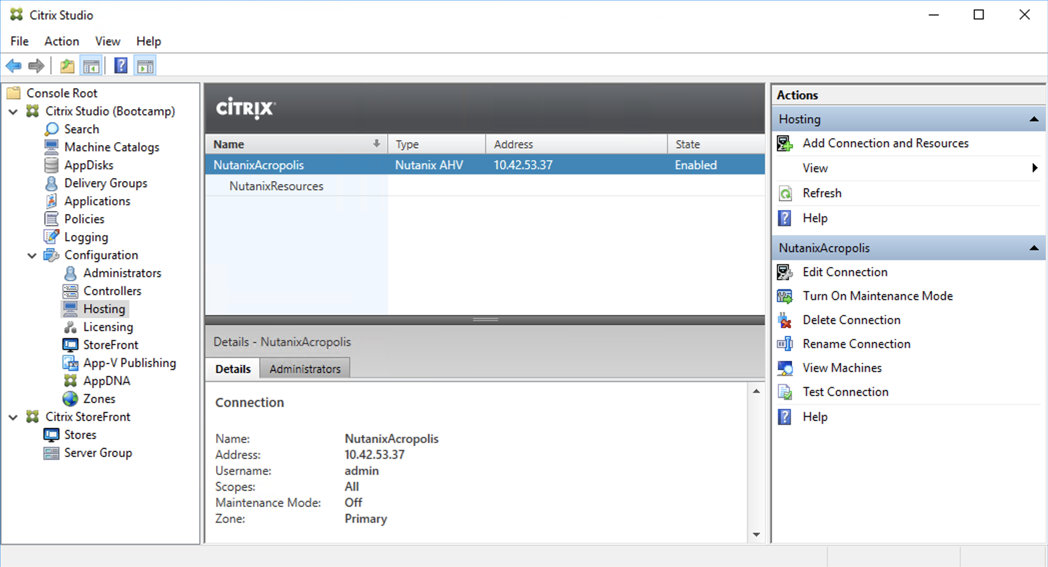 Citrix Studio
File Action View Help
Console Root
Citrix Studio (Bootcamp)
Search
Machine Catalogs
AppDisks
Delivery Groups
Applications
Policies
Logging
Configuration
Administrators
Controllers
Hosting
Licensing
StoreFront
App-V Publishing
AppDNA
Zones
Citrix StoreFront
Stores
Server Group
CITRIX
Name Type Address State
NutanixAcropolis Nutanix AHV 10.42.53.37 Enabled
NutanixResources
Details - NutanixAcropolis
Details Administrators
Connection
Name: NutanixAcropolis
Address: 10.42.53.37
Username: admin
Scopes: All
Maintenance Mode: Off
Zone: Primary
Actions
Hosting
Add Connection and Resources
View
Refresh
Help
NutanixAcropolis
Edit Connection
Turn On Maintenance Mode
Delete Connection
Rename Connection
View Machines
Test Connection
Help